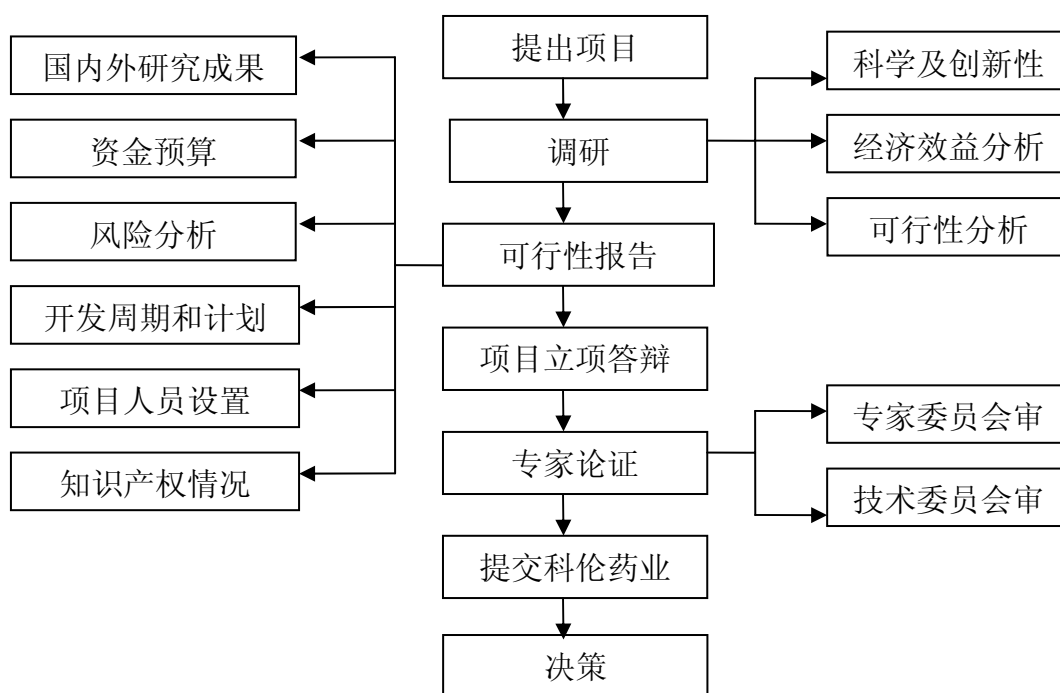 提出项目
国内外研究成果
科学及创新性
资金预算
调研
经济效益分析
风险分析
可行性报告
可行性分析
开发周期和计划
项目立项答辩
项目人员设置
专家委员会审
专家论证
知识产权情况
技术委员会审
提交科伦药业
决策